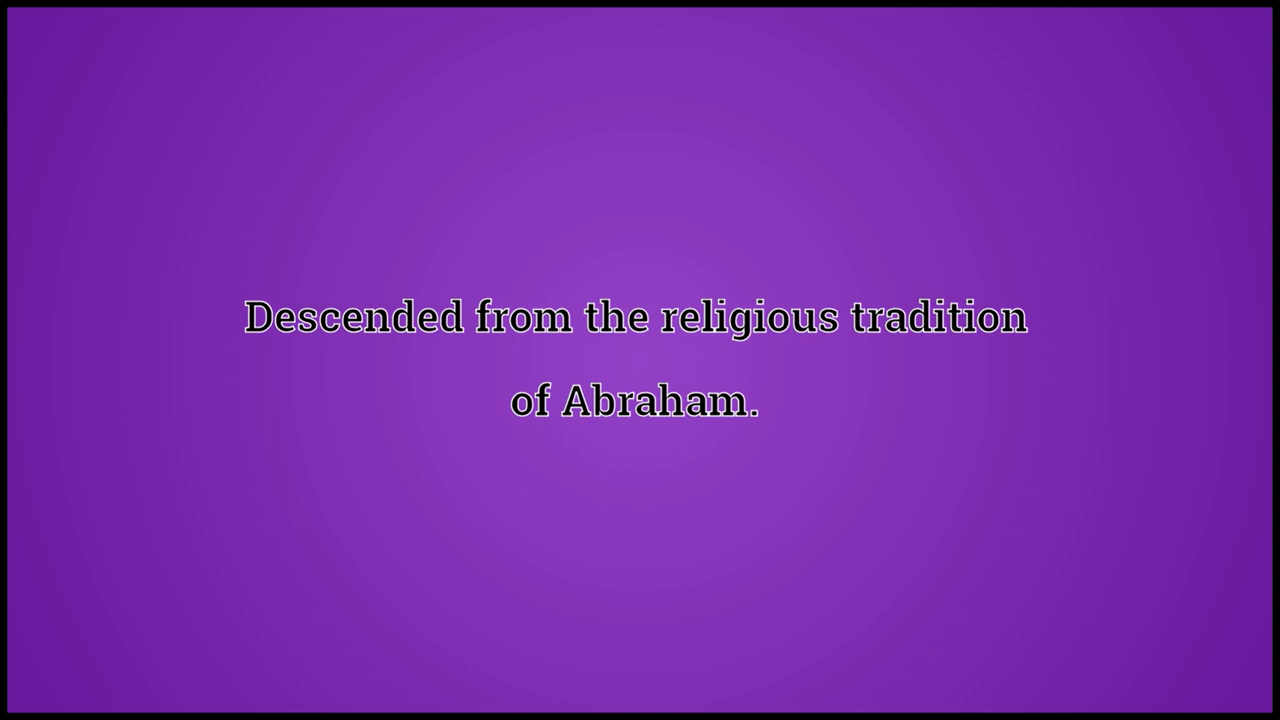 Descended from the religious tradition
of Abraham.